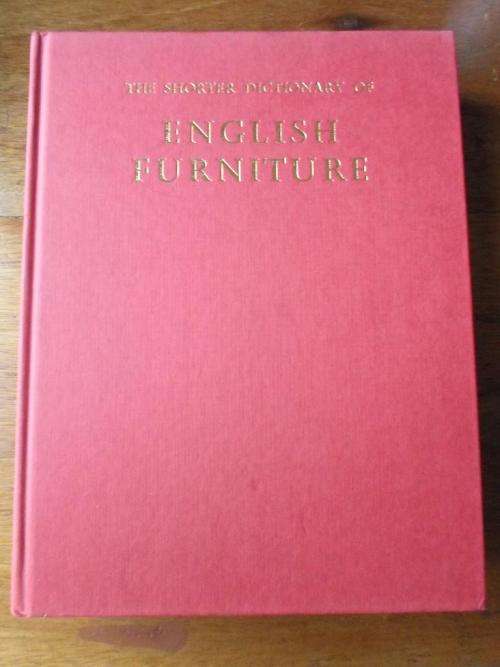 THE SHORTER DICTIONARY OF
ENGLISH
FURNITURE